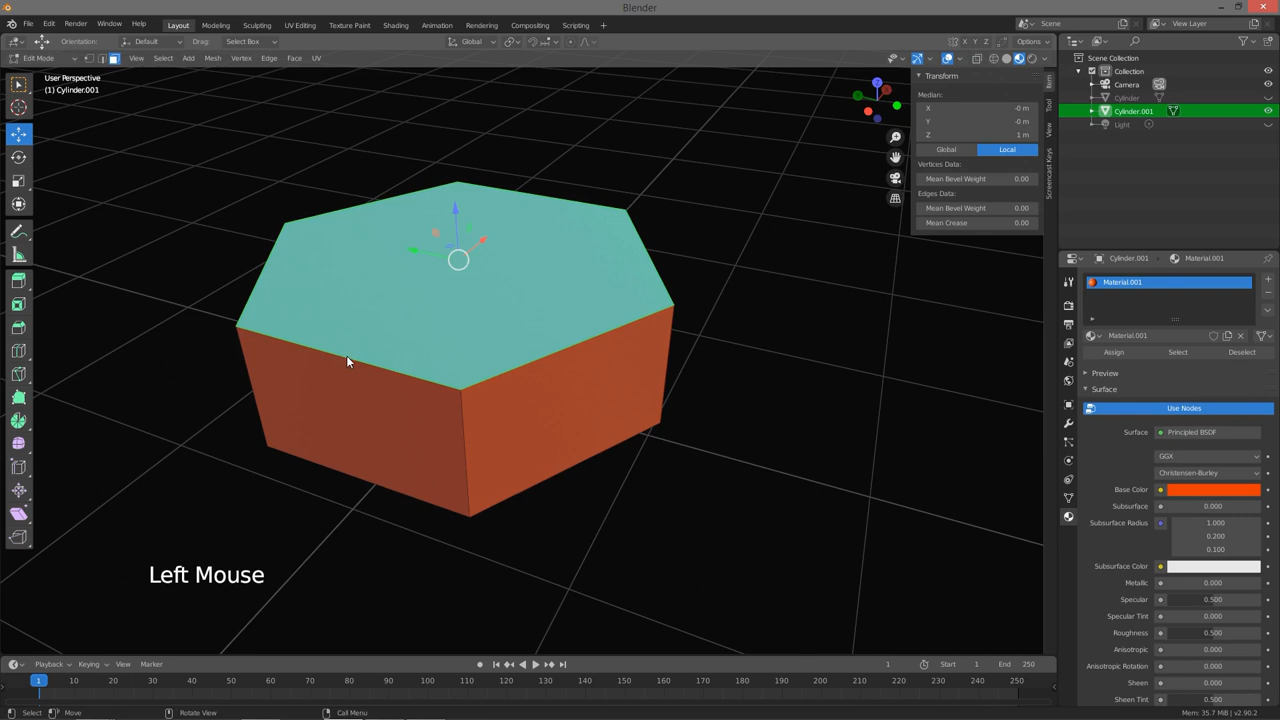 Blender
File Edit Render Window Help Layout Modeling Sculpting UV Editing Texture Paint Shading Animation Rendering Compositing Scripting + Scene View Layer
Orientation: Default Drag: Select Box Global X Y Z Options
Edit Mode View Select Add Mesh Vertex Edge Face UV
User Perspective
(1) Cylinder.001
Z
Transform
Median:
X -0 m
Y -0 m
Z 1 m
Global Local
Vertices Data:
Mean Bevel Weight 0.00
Edges Data:
Mean Bevel Weight 0.00
Mean Crease 0.00
Item
Tool
View
Screencast Keys
Scene Collection
Collection
Camera
Cylinder
Cylinder.001
Light
Cylinder.001 Material.001
Material.001
Material.001
Assign Select Deselect
Preview
Surface
Use Nodes
Surface Principled BSDF
GGX
Christensen-Burley
Base Color
Subsurface 0.000
Subsurface Radius 1.000
0.200
0.100
Subsurface Color
Metallic 0.000
Specular 0.500
Specular Tint 0.000
Roughness 0.500
Anisotropic 0.000
Anisotropic Rotation 0.000
Sheen 0.000
Sheen Tint 0.500
Left Mouse
Playback Keying View Marker 1 Start 1 End 250
1 10 20 30 40 50 60 70 80 90 100 110 120 130 140 150 160 170 180 190 200 210 220 230 240 250
Select Move Rotate View Call Menu Mem: 35.7 MiB | v2.90.2